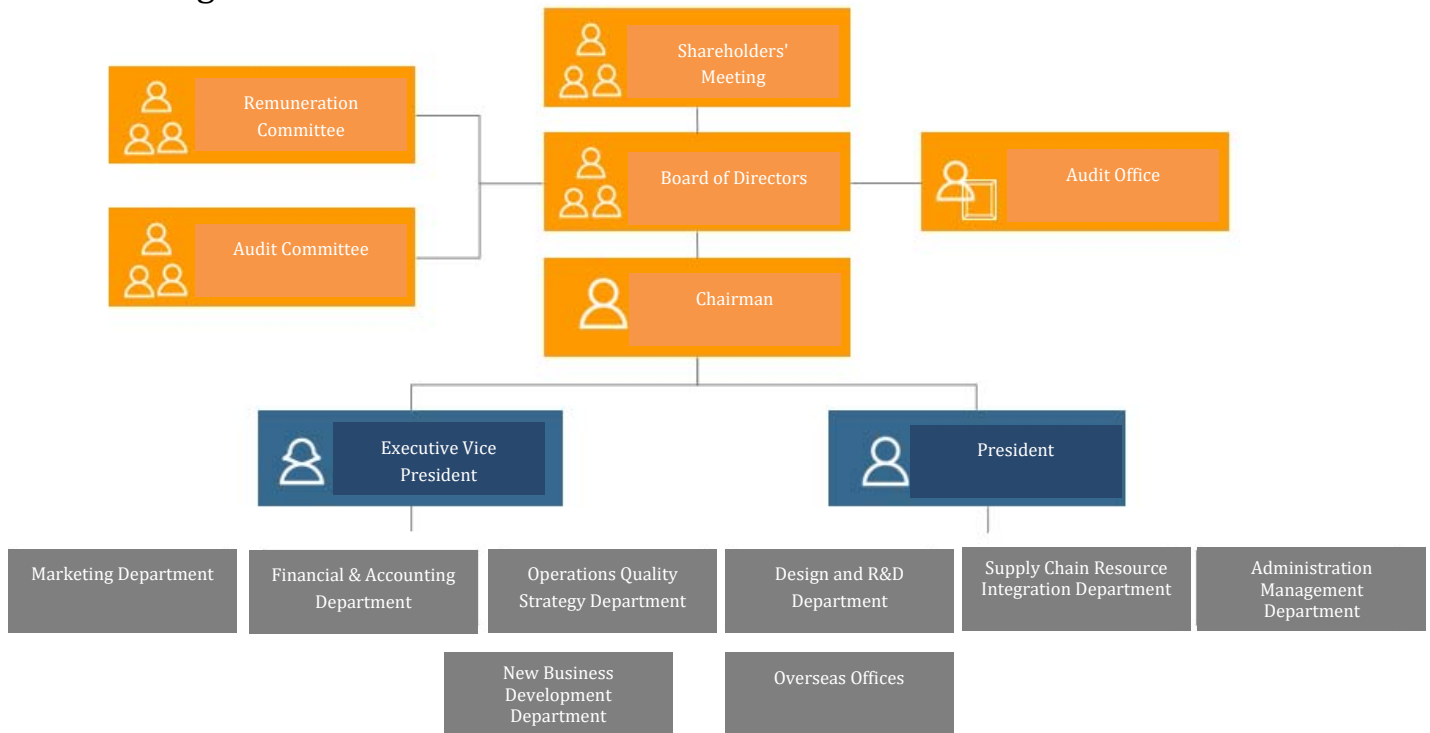 Shareholders'
Meeting
Remuneration
Committee
Board of Directors
Audit Office
Audit Committee
Chairman
Executive Vice
President
President
Marketing Department
Financial & Accounting
Department
Operations Quality
Strategy Department
Design and R&D
Department
Supply Chain Resource
Integration Department
Administration
Management
Department
New Business
Development
Department
Overseas Offices